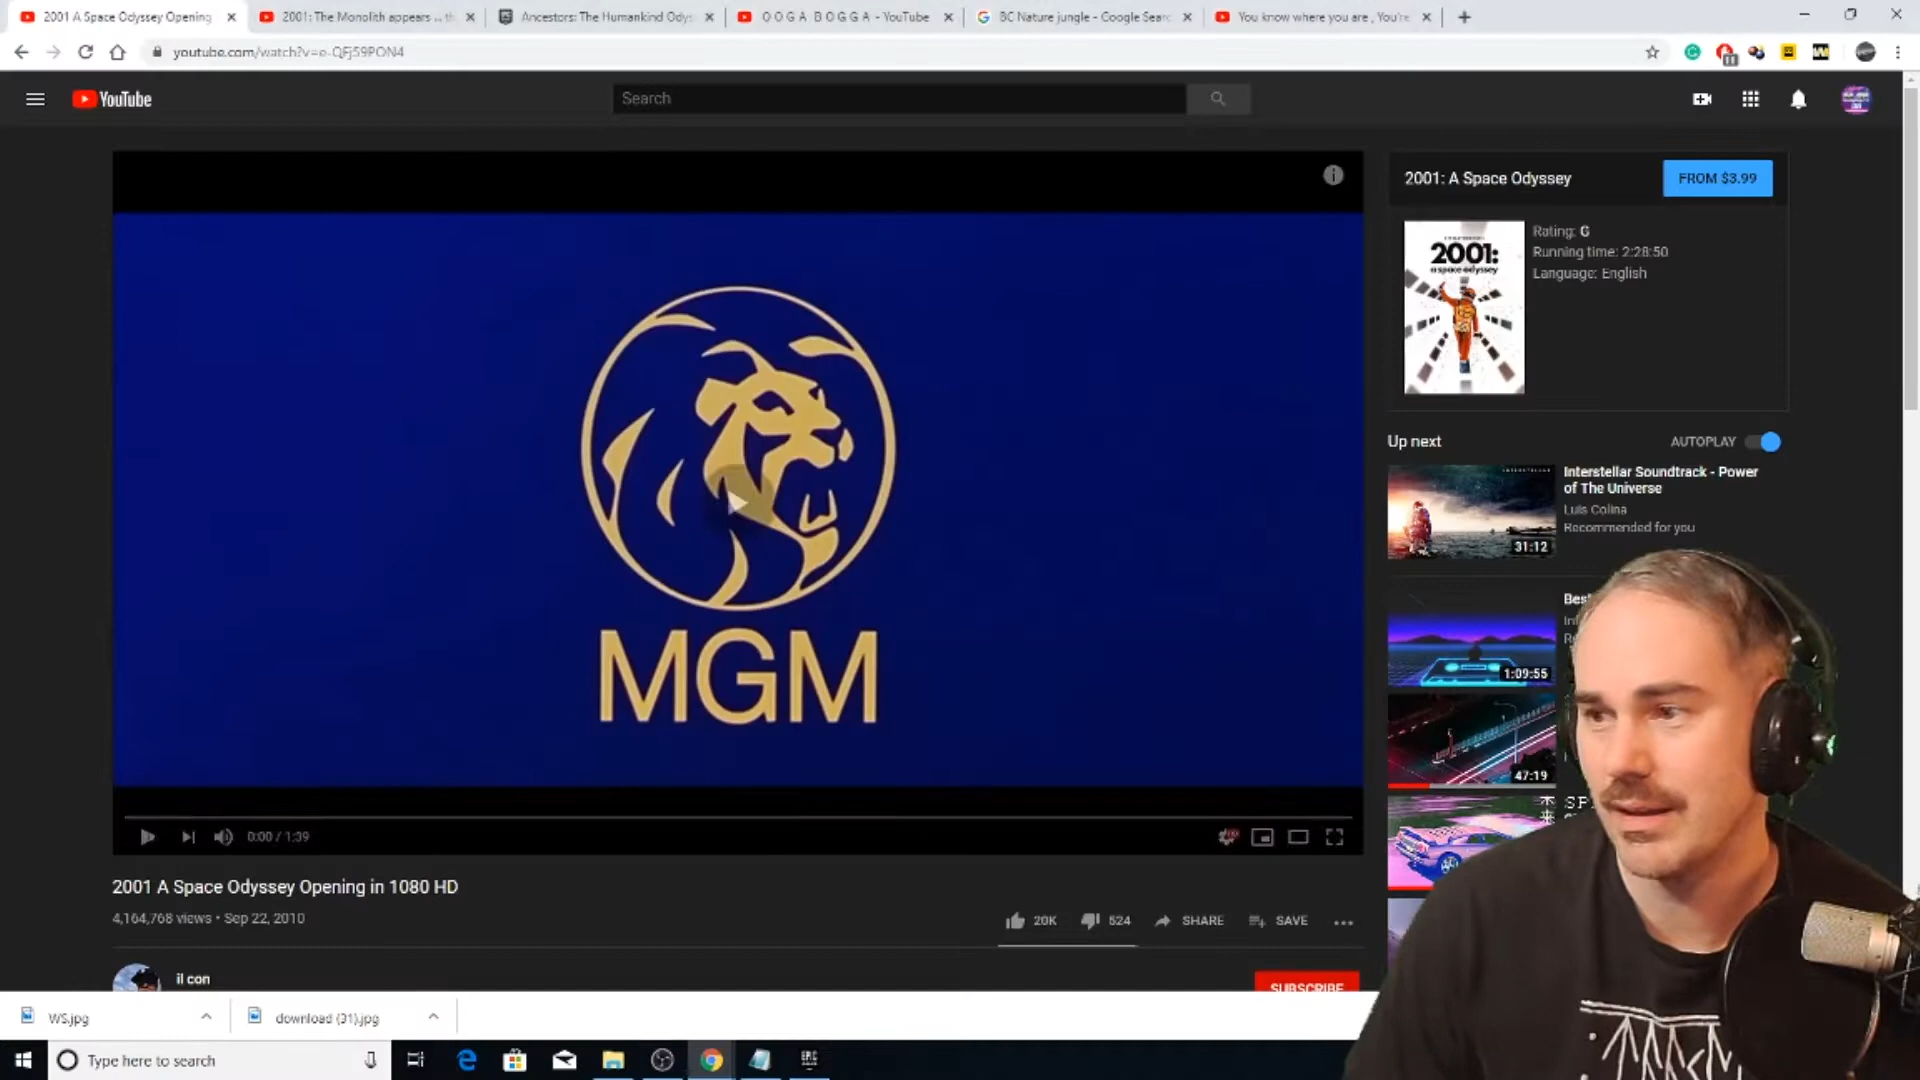 2001 A Space Odyssey Opening
2001: The Monolith appears ... th
Ancestors: The Humankind Odys
O O G A B O G G A - YouTube
BC Nature jungle - Google Searc
You know where you are , You're
youtube.com/watch?v=e-QFj59PON4
11
YouTube
Search
2001: A Space Odyssey
FROM $3.99
2001:
a space odyssey
Rating: G
Running time: 2:28:50
Language: English
MGM
Up next
AUTOPLAY
Interstellar Soundtrack - Power
of The Universe
Luis Colina
Recommended for you
31:12
1:09:55
47:19
0:00 / 1:39
2001 A Space Odyssey Opening in 1080 HD
4,164,768 views • Sep 22, 2010
20K
524
SHARE
SAVE
il con
SUBSCRIBE
WS.jpg
download (31).jpg
Type here to search
EPIC